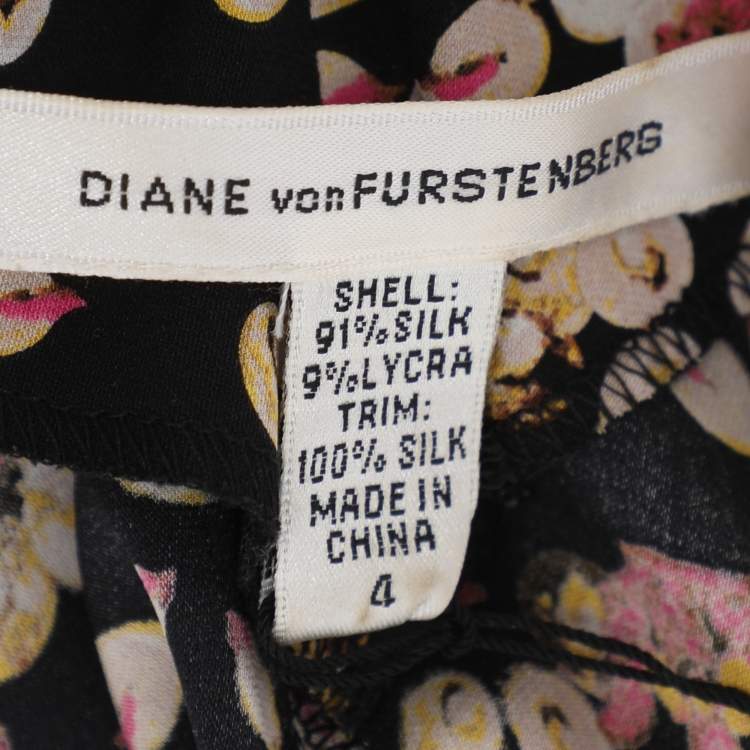 DIANE vonFURSTENBERG
SHELL:
91% SILK
9% LYCRA
TRIM:
100% SILK
MADE IN
CHINA
4